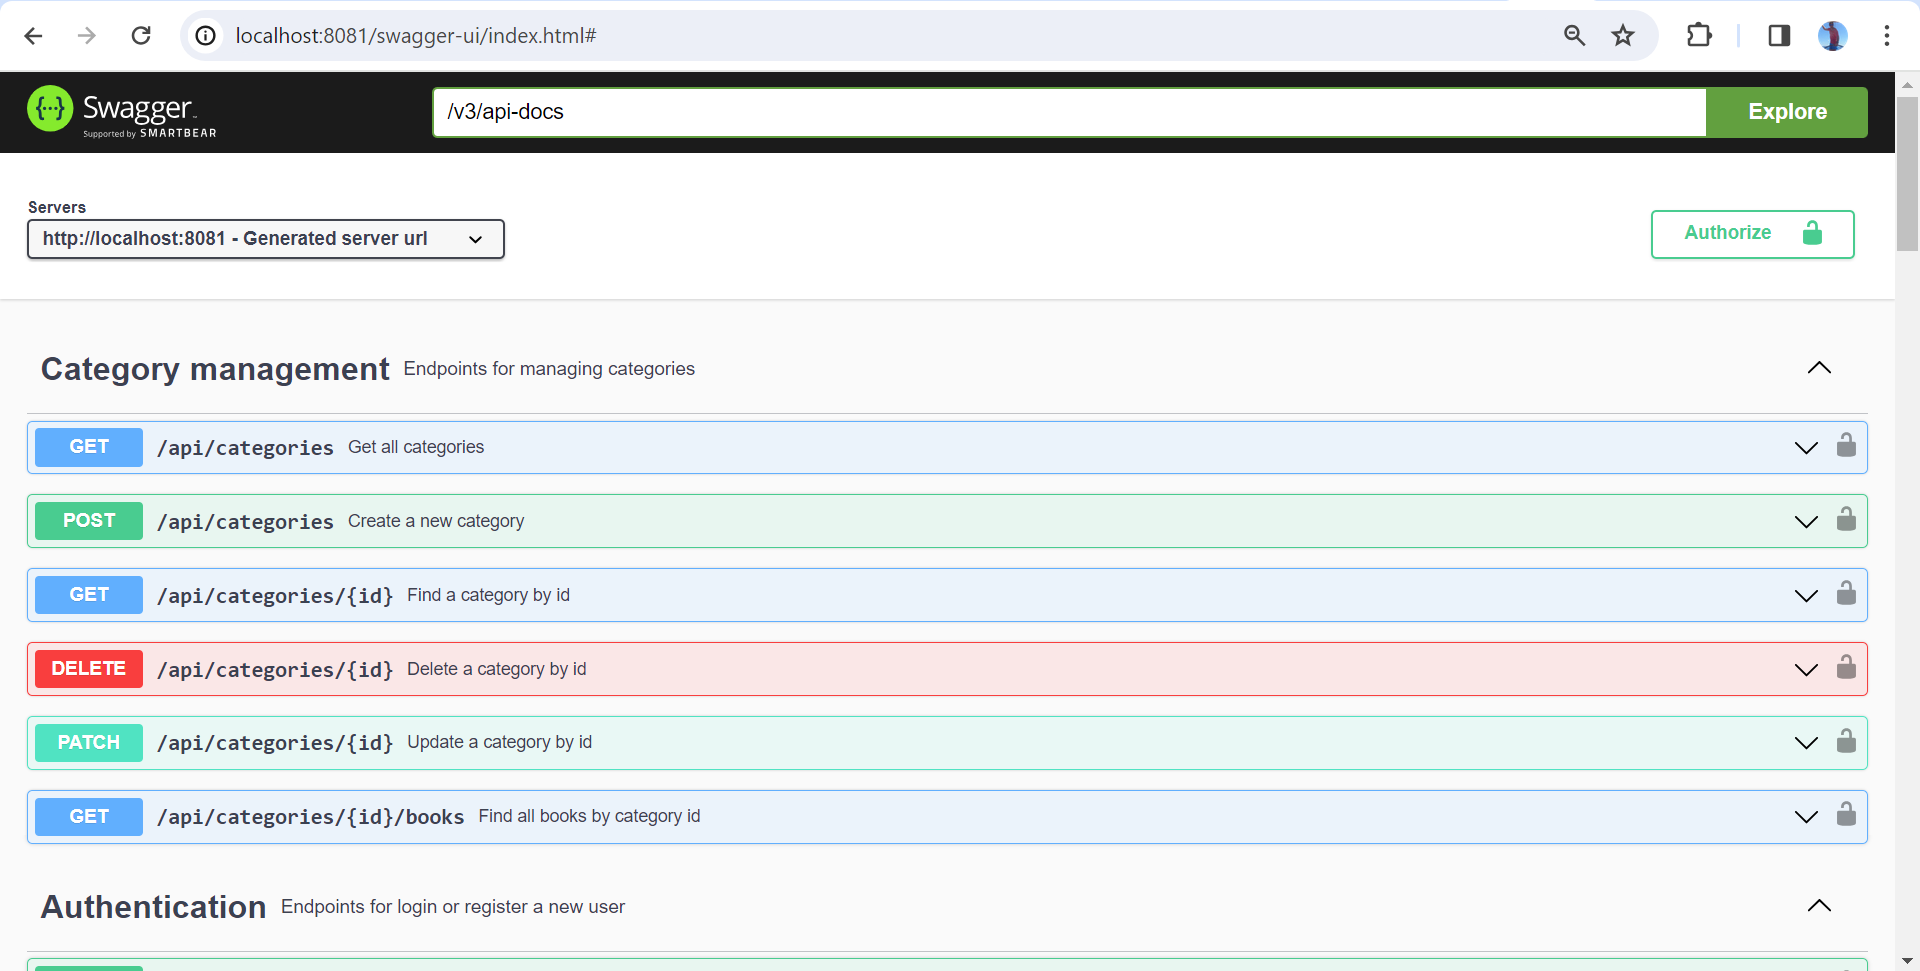 localhost:8081/swagger-ui/index.html#
{···} Swagger™
Supported by SMARTBEAR
/v3/api-docs
Explore
Servers
http://localhost:8081 - Generated server url
Authorize
Category management Endpoints for managing categories
GET /api/categories Get all categories
POST /api/categories Create a new category
GET /api/categories/{id} Find a category by id
DELETE /api/categories/{id} Delete a category by id
PATCH /api/categories/{id} Update a category by id
GET /api/categories/{id}/books Find all books by category id
Authentication Endpoints for login or register a new user